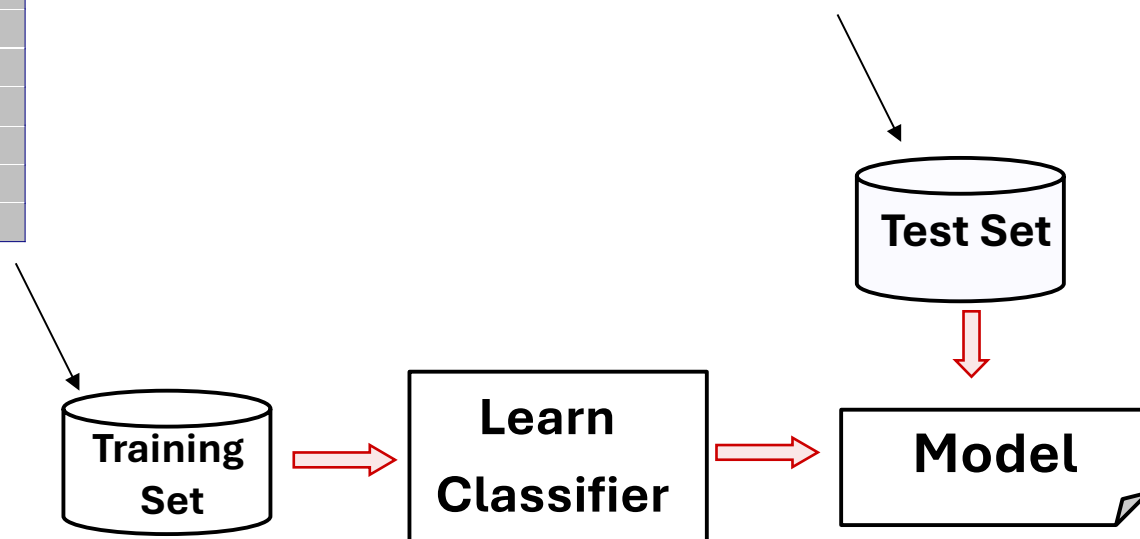 Test Set
Training
Set
Learn
Classifier
Model